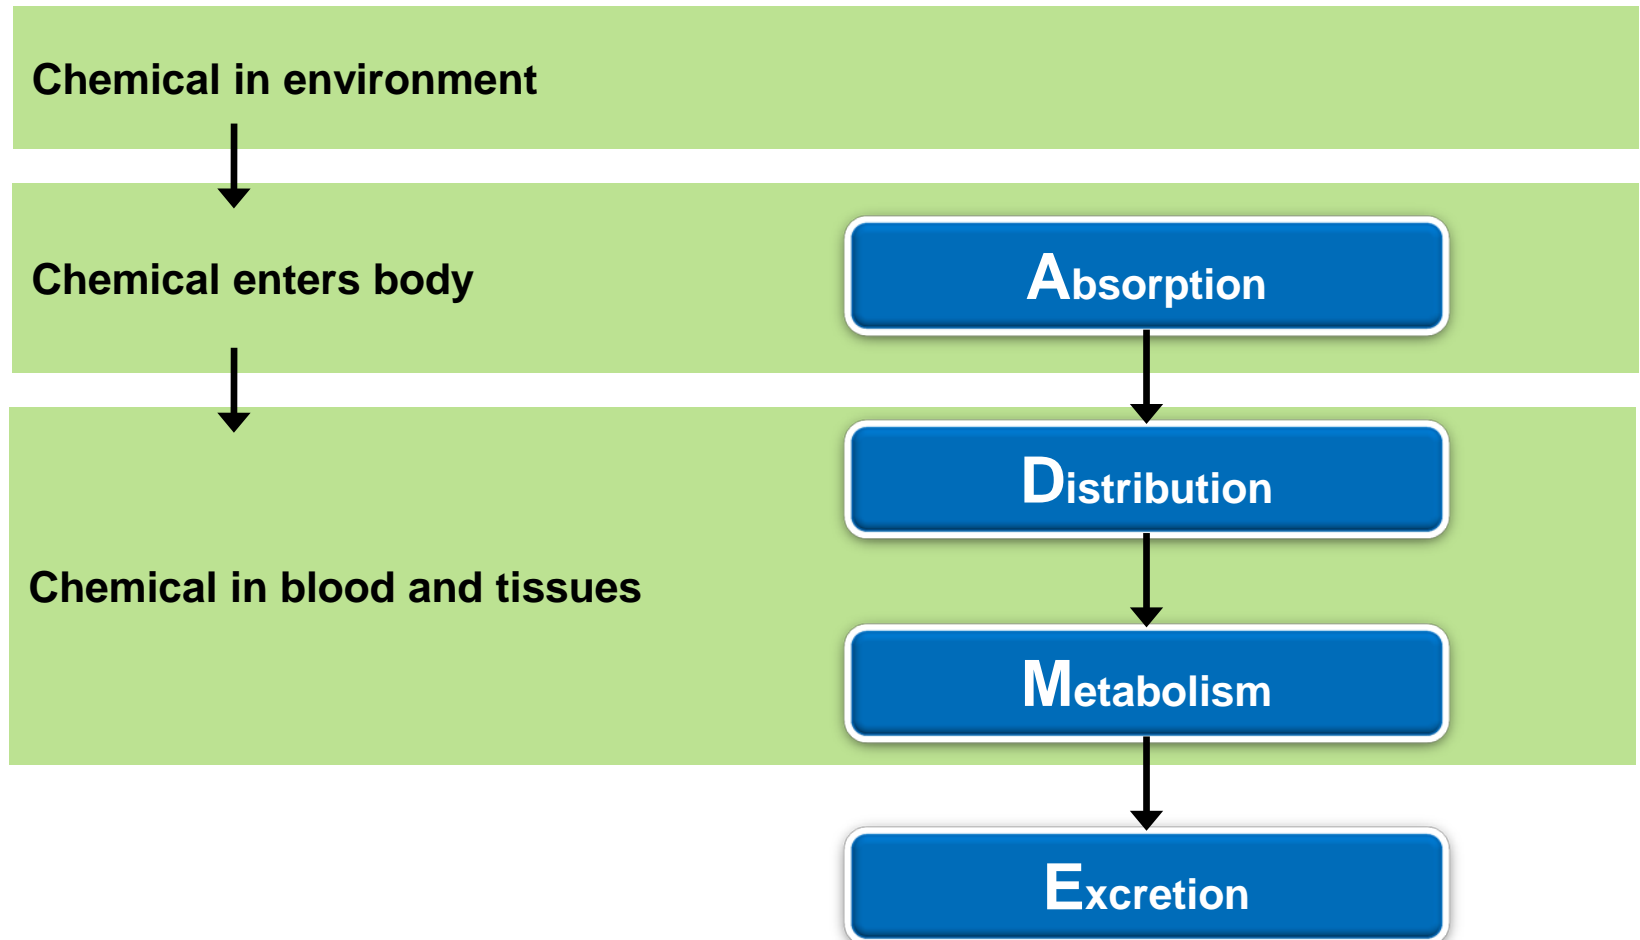 Chemical in environment
Chemical enters body
Absorption
Distribution
Chemical in blood and tissues
Metabolism
Excretion